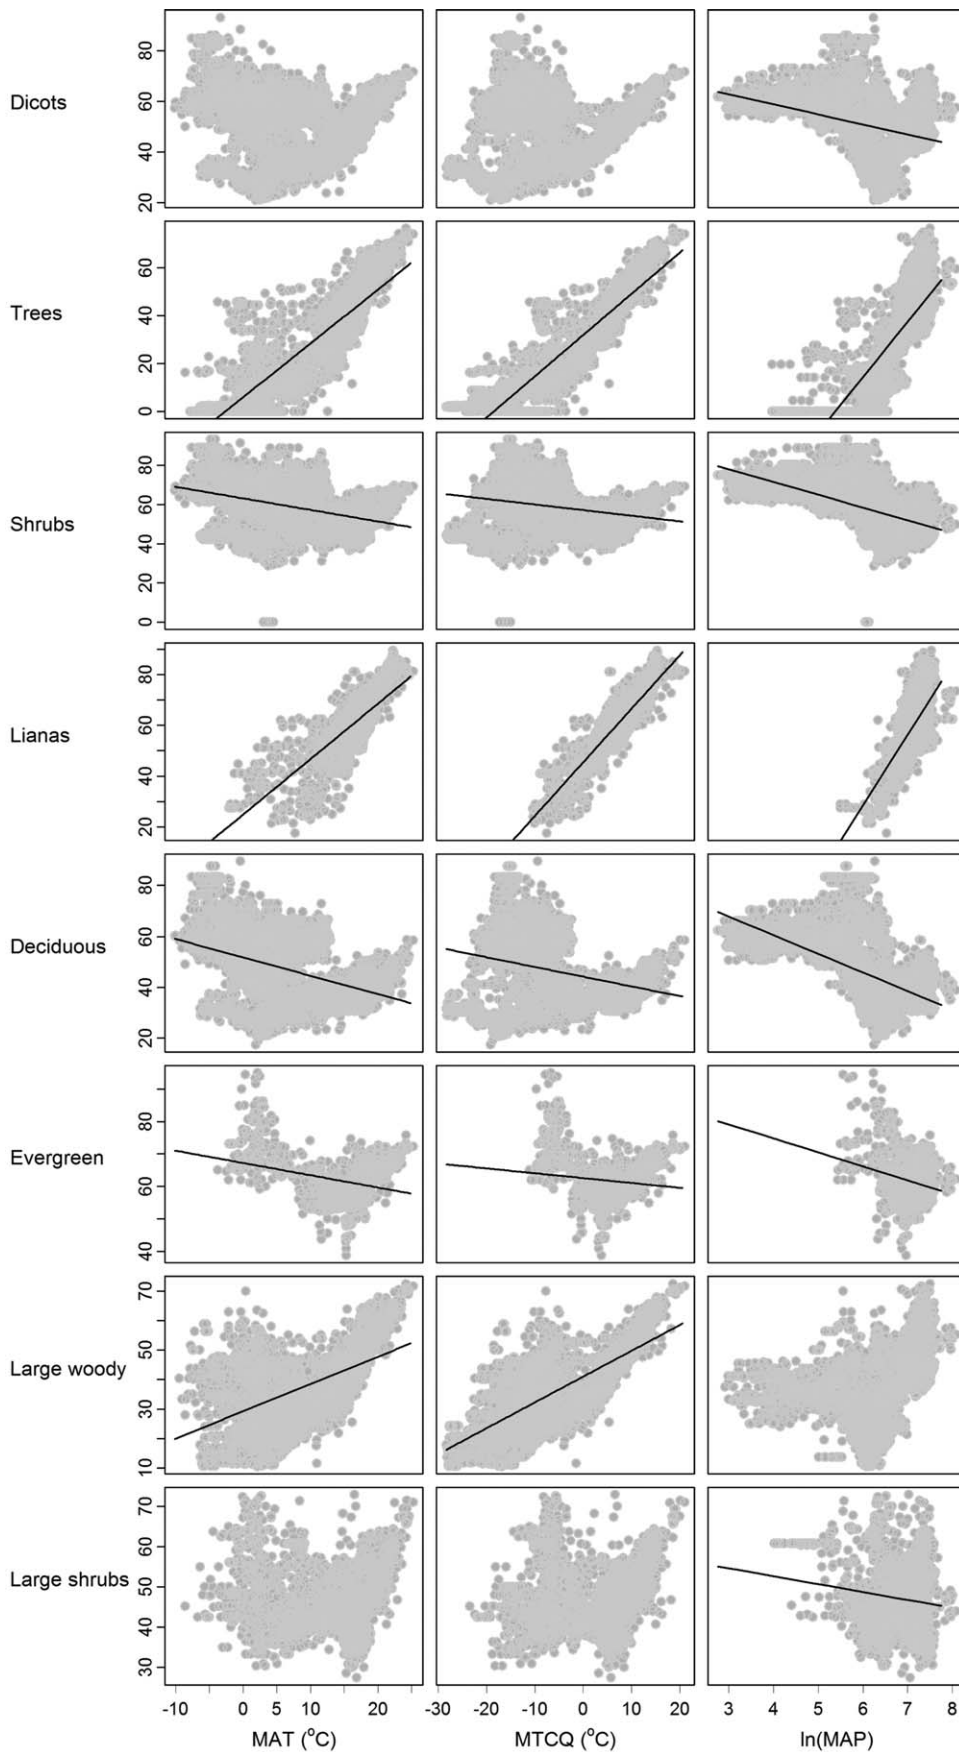 Dicots
20 40 60 80
Trees
0 20 40 60
Shrubs
0 20 40 60 80
Lianas
20 40 60 80
Deciduous
20 40 60 80
Evergreen
40 60 80
Large woody
10 30 50 70
Large shrubs
30 40 50 60 70
-10 0 10 20
-30 -20 -10 0 10 20
3 4 5 6 7 8
MAT (°C)
MTCQ (°C)
ln(MAP)